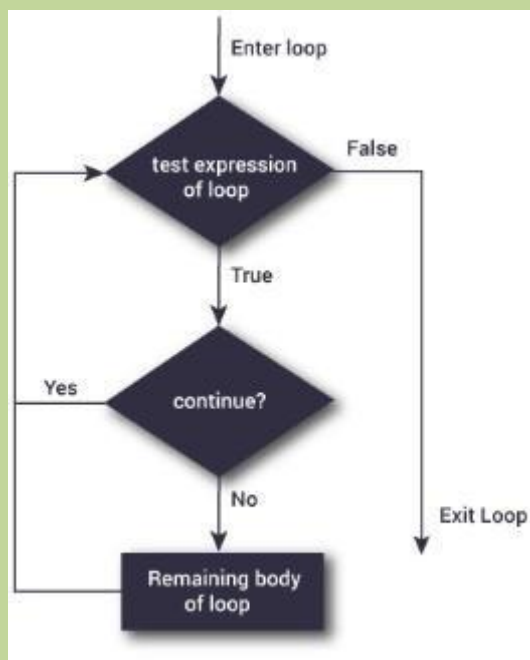 Enter loop
test expression
of loop
False
True
Yes
continue?
No
Exit Loop
Remaining body
of loop